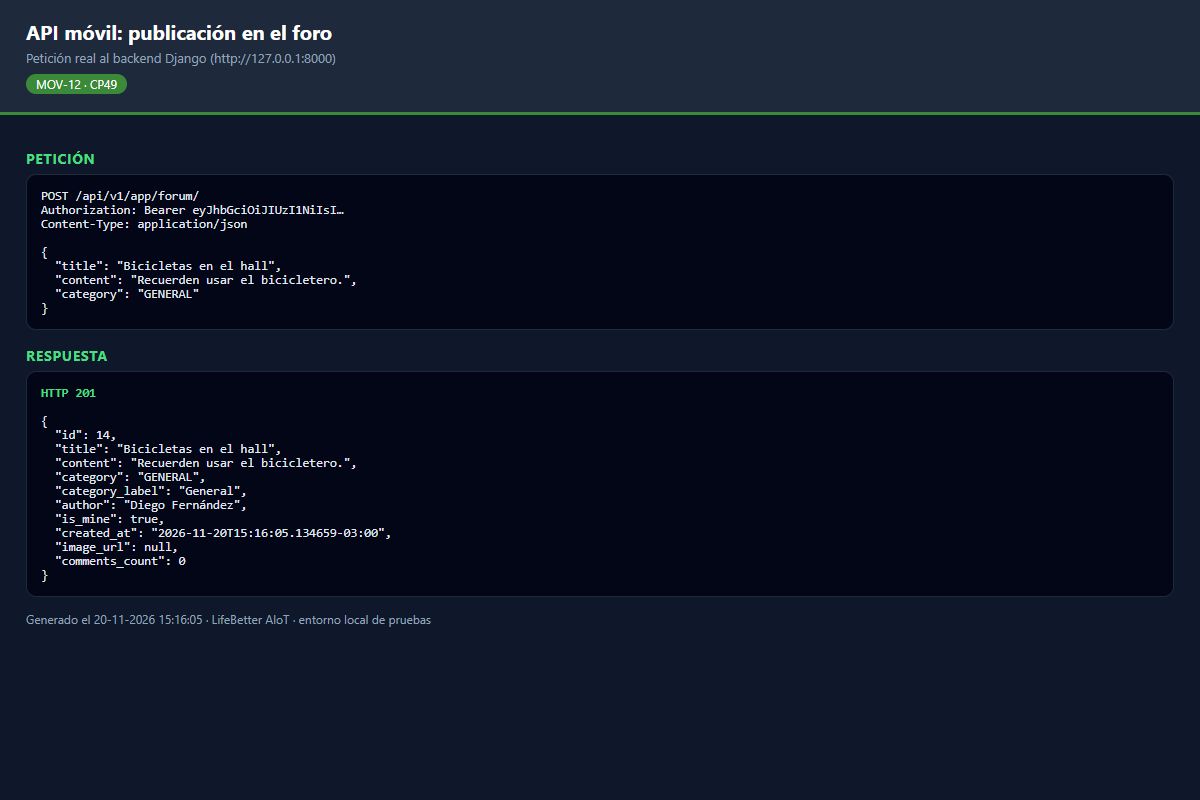 API móvil: publicación en el foro
Petición real al backend Django (http://127.0.0.1:8000)
MOV-12 · CP49
PETICIÓN
POST /api/v1/app/forum/
Authorization: Bearer eyJhbGciOiJIUzI1NiIsI…
Content-Type: application/json
{
  "title": "Bicicletas en el hall",
  "content": "Recuerden usar el bicicletero.",
  "category": "GENERAL"
}
RESPUESTA
HTTP 201
{
  "id": 14,
  "title": "Bicicletas en el hall",
  "content": "Recuerden usar el bicicletero.",
  "category": "GENERAL",
  "category_label": "General",
  "author": "Diego Fernández",
  "is_mine": true,
  "created_at": "2026-11-20T15:16:05.134659-03:00",
  "image_url": null,
  "comments_count": 0
}
Generado el 20-11-2026 15:16:05 · LifeBetter AIoT · entorno local de pruebas